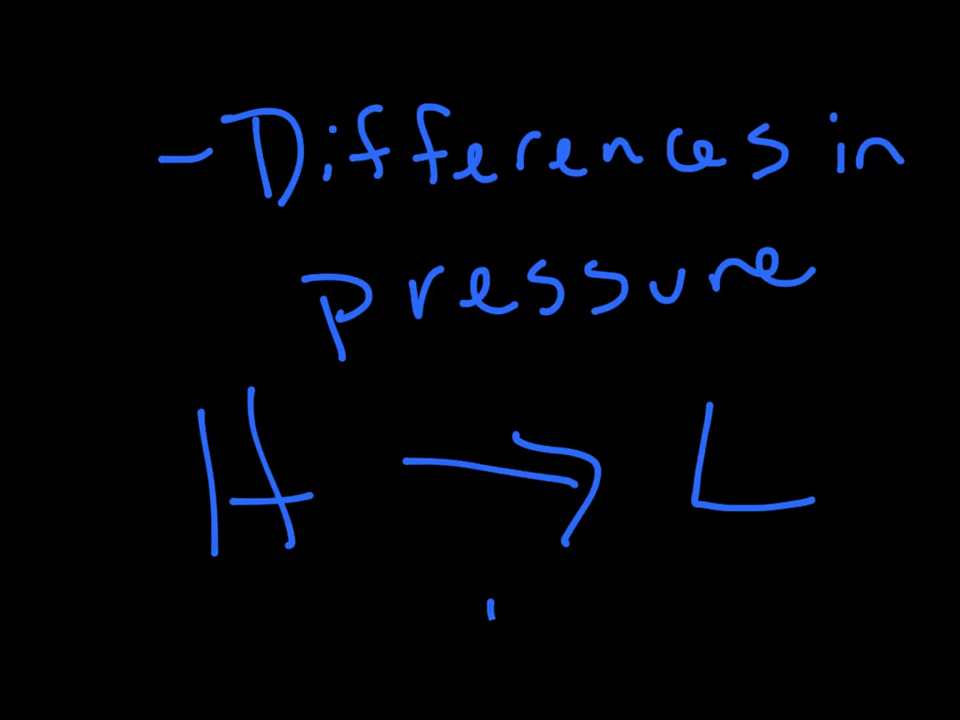 - Differences in
pressure
H → L